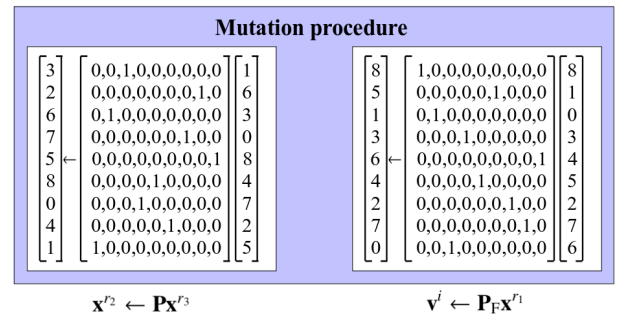 Mutation procedure
3 0,0,1,0,0,0,0,0,0 1
2 0,0,0,0,0,0,0,1,0 6
6 0,1,0,0,0,0,0,0,0 3
7 0,0,0,0,0,0,1,0,0 0
5 ← 0,0,0,0,0,0,0,0,1 8
8 0,0,0,0,1,0,0,0,0 4
0 0,0,0,1,0,0,0,0,0 7
4 0,0,0,0,0,1,0,0,0 2
1 1,0,0,0,0,0,0,0,0 5
8 1,0,0,0,0,0,0,0,0 8
5 0,0,0,0,0,1,0,0,0 1
1 0,1,0,0,0,0,0,0,0 0
3 0,0,0,1,0,0,0,0,0 3
6 ← 0,0,0,0,0,0,0,0,1 4
4 0,0,0,0,1,0,0,0,0 5
2 0,0,0,0,0,0,1,0,0 2
7 0,0,0,0,0,0,0,1,0 7
0 0,0,1,0,0,0,0,0,0 6
x^{r_2} ← Px^{r_3}
v^i ← P_F x^{r_1}